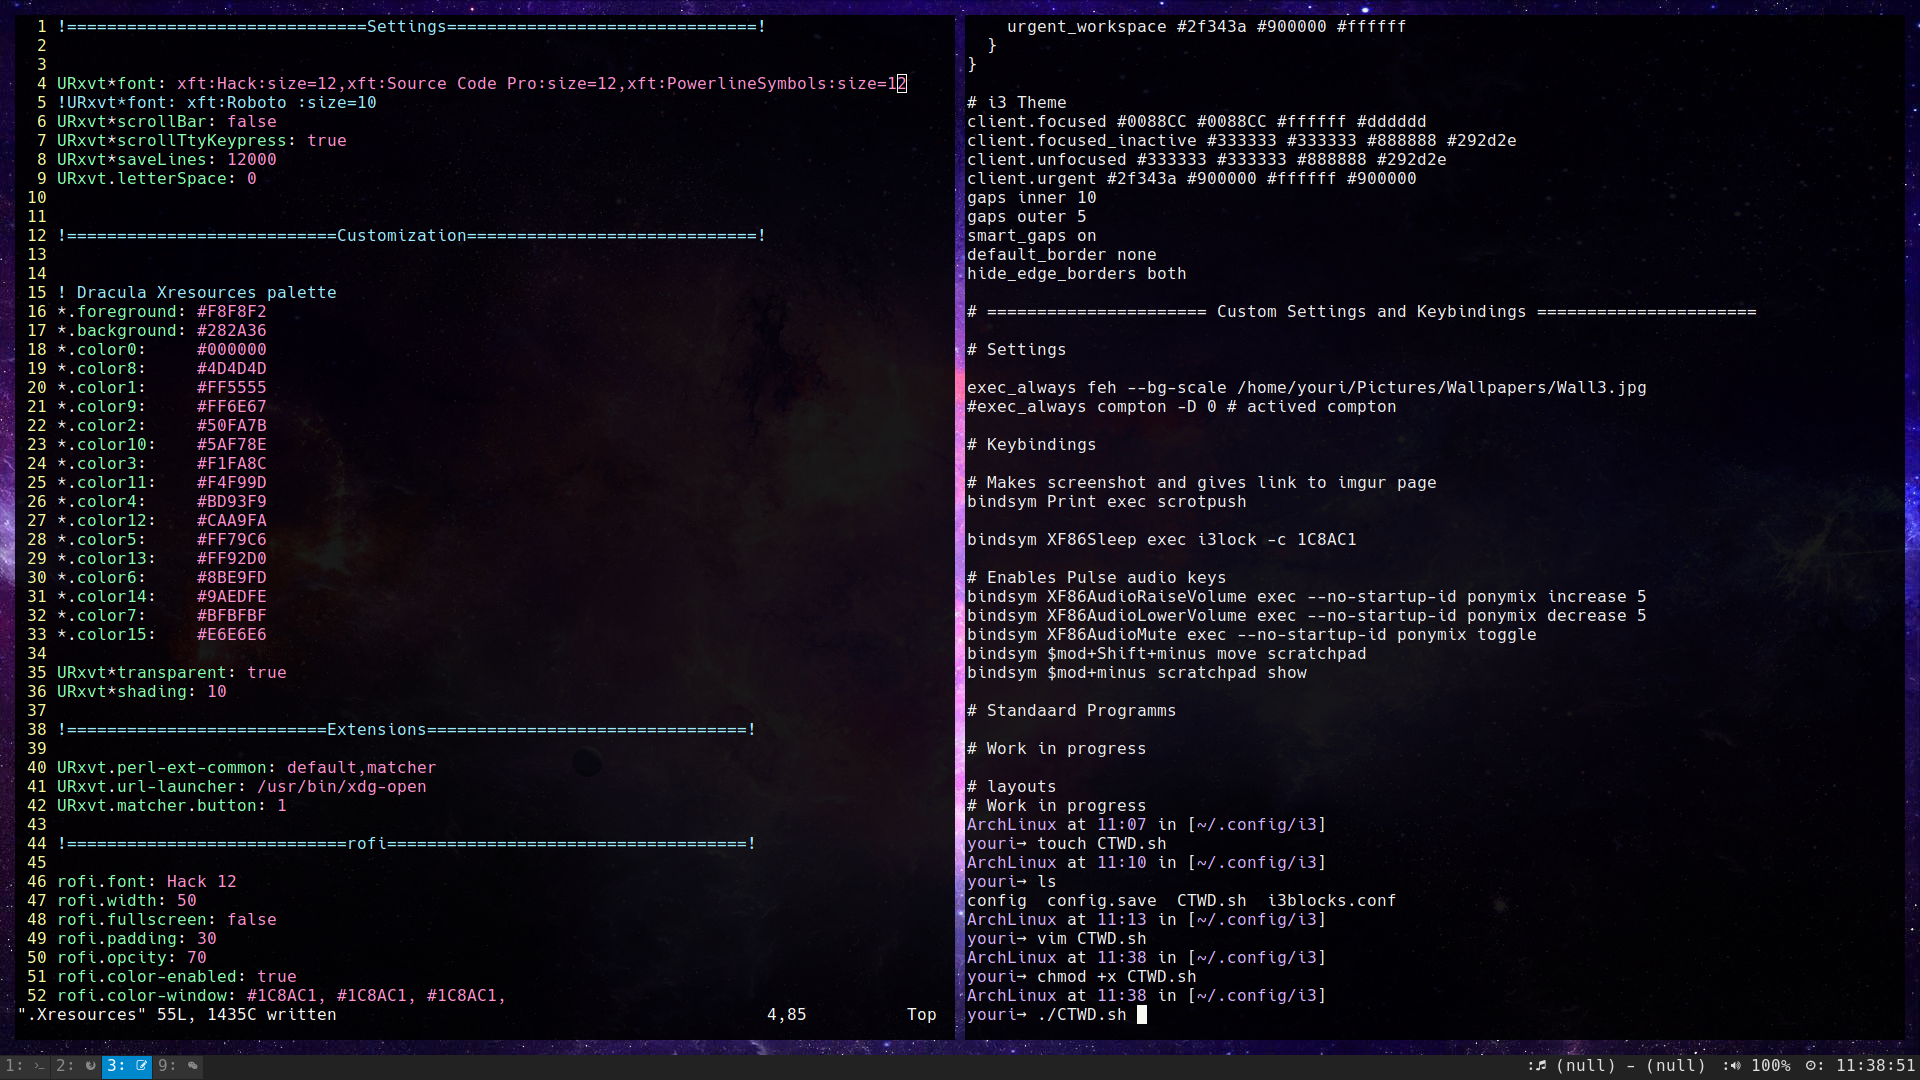 1 !==============================Settings===============================!
2
3
4 URxvt*font: xft:Hack:size=12,xft:Source Code Pro:size=12,xft:PowerlineSymbols:size=12
5 !URxvt*font: xft:Roboto :size=10
6 URxvt*scrollBar: false
7 URxvt*scrollTtyKeypress: true
8 URxvt*saveLines: 12000
9 URxvt.letterSpace: 0
10
11
12 !===========================Customization=============================!
13
14
15 ! Dracula Xresources palette
16 *.foreground: #F8F8F2
17 *.background: #282A36
18 *.color0:     #000000
19 *.color8:     #4D4D4D
20 *.color1:     #FF5555
21 *.color9:     #FF6E67
22 *.color2:     #50FA7B
23 *.color10:    #5AF78E
24 *.color3:     #F1FA8C
25 *.color11:    #F4F99D
26 *.color4:     #BD93F9
27 *.color12:    #CAA9FA
28 *.color5:     #FF79C6
29 *.color13:    #FF92D0
30 *.color6:     #8BE9FD
31 *.color14:    #9AEDFE
32 *.color7:     #BFBFBF
33 *.color15:    #E6E6E6
34
35 URxvt*transparent: true
36 URxvt*shading: 10
37
38 !==========================Extensions================================!
39
40 URxvt.perl-ext-common: default,matcher
41 URxvt.url-launcher: /usr/bin/xdg-open
42 URxvt.matcher.button: 1
43
44 !============================rofi====================================!
45
46 rofi.font: Hack 12
47 rofi.width: 50
48 rofi.fullscreen: false
49 rofi.padding: 30
50 rofi.opcity: 70
51 rofi.color-enabled: true
52 rofi.color-window: #1C8AC1, #1C8AC1, #1C8AC1,
".Xresources" 55L, 1435C written 4,85 Top
urgent_workspace #2f343a #900000 #ffffff
}
}
# i3 Theme
client.focused #0088CC #0088CC #ffffff #dddddd
client.focused_inactive #333333 #333333 #888888 #292d2e
client.unfocused #333333 #333333 #888888 #292d2e
client.urgent #2f343a #900000 #ffffff #900000
gaps inner 10
gaps outer 5
smart_gaps on
default_border none
hide_edge_borders both
# ====================== Custom Settings and Keybindings ======================
# Settings
exec_always feh --bg-scale /home/youri/Pictures/Wallpapers/Wall3.jpg
#exec_always compton -D 0 # actived compton
# Keybindings
# Makes screenshot and gives link to imgur page
bindsym Print exec scrotpush
bindsym XF86Sleep exec i3lock -c 1C8AC1
# Enables Pulse audio keys
bindsym XF86AudioRaiseVolume exec --no-startup-id ponymix increase 5
bindsym XF86AudioLowerVolume exec --no-startup-id ponymix decrease 5
bindsym XF86AudioMute exec --no-startup-id ponymix toggle
bindsym $mod+Shift+minus move scratchpad
bindsym $mod+minus scratchpad show
# Standaard Programms
# Work in progress
# layouts
# Work in progress
ArchLinux at 11:07 in [~/.config/i3]
youri→ touch CTWD.sh
ArchLinux at 11:10 in [~/.config/i3]
youri→ ls
config  config.save  CTWD.sh  i3blocks.conf
ArchLinux at 11:13 in [~/.config/i3]
youri→ vim CTWD.sh
ArchLinux at 11:38 in [~/.config/i3]
youri→ chmod +x CTWD.sh
ArchLinux at 11:38 in [~/.config/i3]
youri→ ./CTWD.sh
1: 2: 3: 9: : (null) - (null) : 100% : 11:38:51